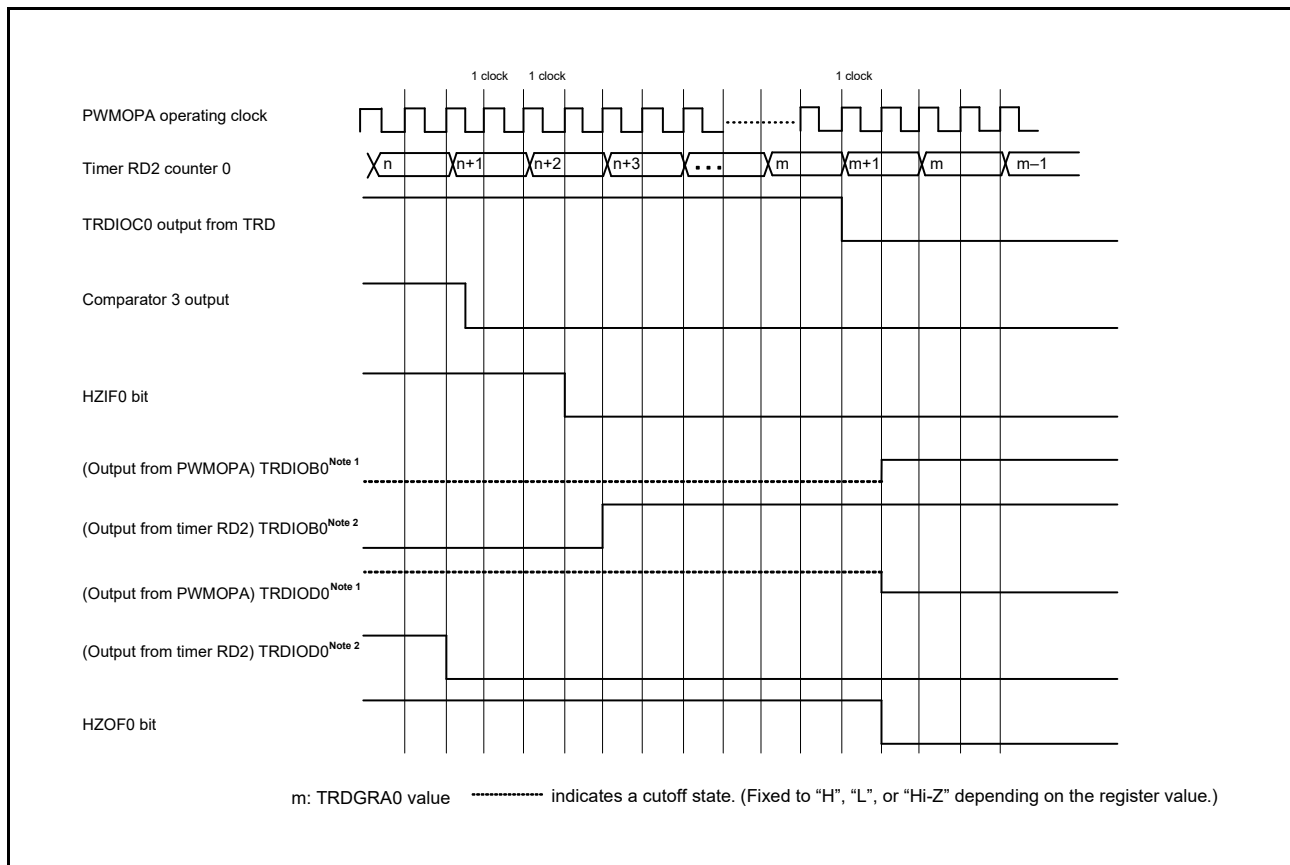 1 clock 1 clock 1 clock
PWMOPA operating clock
Timer RD2 counter 0 n n+1 n+2 n+3 ... m m+1 m m–1
TRDIOC0 output from TRD
Comparator 3 output
HZIF0 bit
(Output from PWMOPA) TRDIOB0Note 1
(Output from timer RD2) TRDIOB0Note 2
(Output from PWMOPA) TRDIOD0Note 1
(Output from timer RD2) TRDIOD0Note 2
HZOF0 bit
m: TRDGRA0 value indicates a cutoff state. (Fixed to “H”, “L”, or “Hi-Z” depending on the register value.)